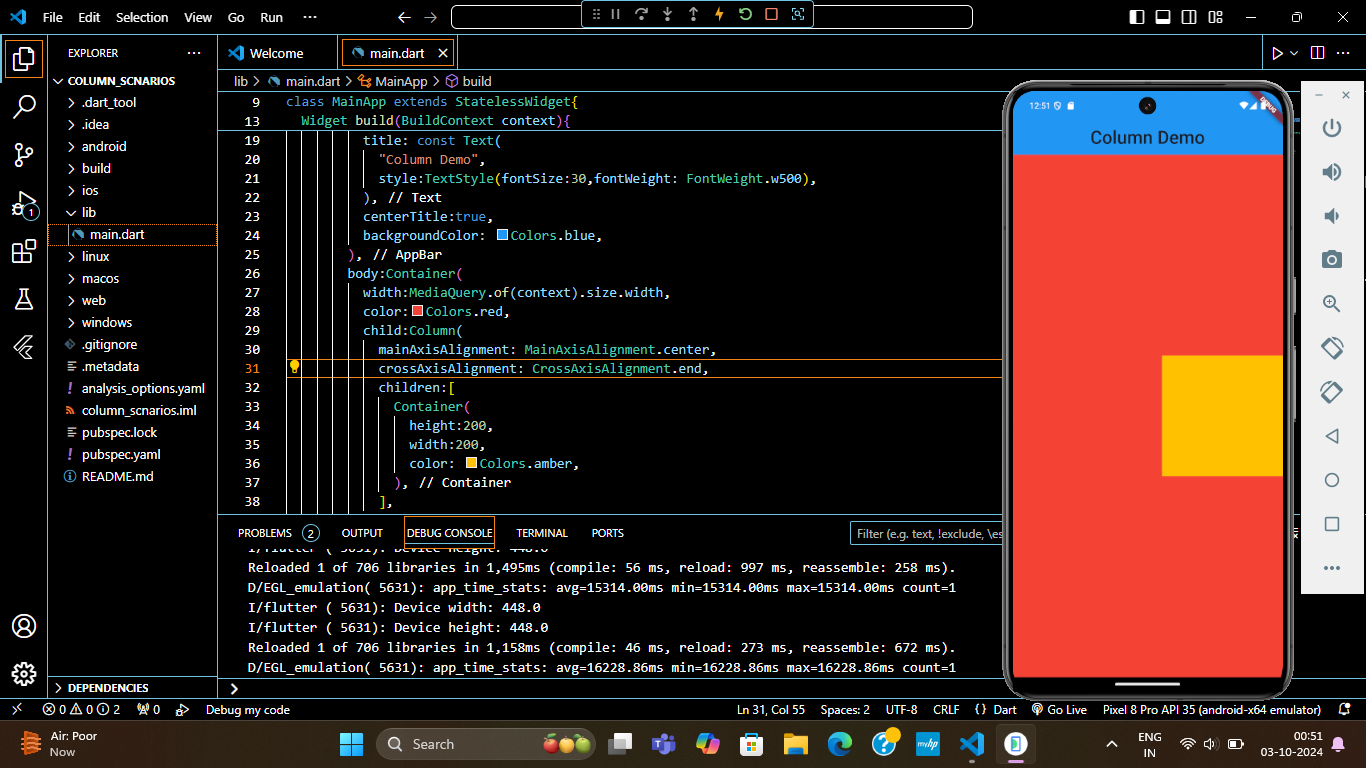 File Edit Selection View Go Run ···
EXPLORER
Welcome
main.dart
COLUMN_SCNARIOS
lib > main.dart > MainApp > build
.dart_tool
.idea
android
build
ios
lib
main.dart
linux
macos
web
windows
.gitignore
.metadata
analysis_options.yaml
column_scnarios.iml
pubspec.lock
pubspec.yaml
README.md
DEPENDENCIES
1
9 class MainApp extends StatelessWidget{
13 Widget build(BuildContext context){
19 title: const Text(
20 "Column Demo",
21 style:TextStyle(fontSize:30,fontWeight: FontWeight.w500),
22 ), // Text
23 centerTitle:true,
24 backgroundColor: Colors.blue,
25 ), // AppBar
26 body:Container(
27 width:MediaQuery.of(context).size.width,
28 color:Colors.red,
29 child:Column(
30 mainAxisAlignment: MainAxisAlignment.center,
31 crossAxisAlignment: CrossAxisAlignment.end,
32 children:[
33 Container(
34 height:200,
35 width:200,
36 color: Colors.amber,
37 ), // Container
38 ],
PROBLEMS 2 OUTPUT DEBUG CONSOLE TERMINAL PORTS
Filter (e.g. text, !exclude, \es
I/flutter ( 5631): Device height: 448.0
Reloaded 1 of 706 libraries in 1,495ms (compile: 56 ms, reload: 997 ms, reassemble: 258 ms).
D/EGL_emulation( 5631): app_time_stats: avg=15314.00ms min=15314.00ms max=15314.00ms count=1
I/flutter ( 5631): Device width: 448.0
I/flutter ( 5631): Device height: 448.0
Reloaded 1 of 706 libraries in 1,158ms (compile: 46 ms, reload: 273 ms, reassemble: 672 ms).
D/EGL_emulation( 5631): app_time_stats: avg=16228.86ms min=16228.86ms max=16228.86ms count=1
12:51
DEBUG
Column Demo
0 0 2 0 Debug my code
Ln 31, Col 55 Spaces: 2 UTF-8 CRLF {} Dart Go Live Pixel 8 Pro API 35 (android-x64 emulator)
Air: Poor
Now
Search
myhp
ENG
IN
00:51
03-10-2024